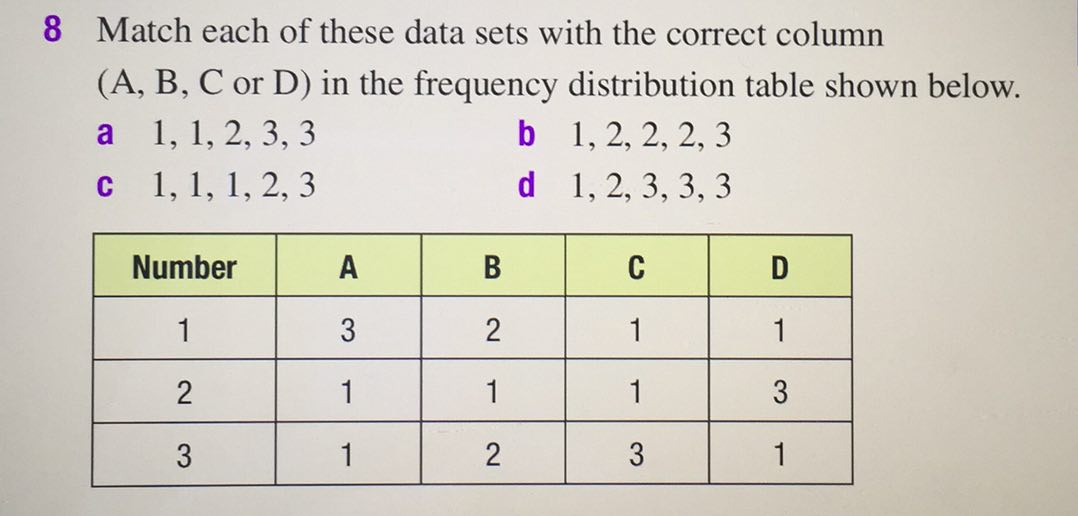 8 Match each of these data sets with the correct column
(A, B, C or D) in the frequency distribution table shown below.
a 1, 1, 2, 3, 3 b 1, 2, 2, 2, 3
c 1, 1, 1, 2, 3 d 1, 2, 3, 3, 3
Number A B C D
1 3 2 1 1
2 1 1 1 3
3 1 2 3 1